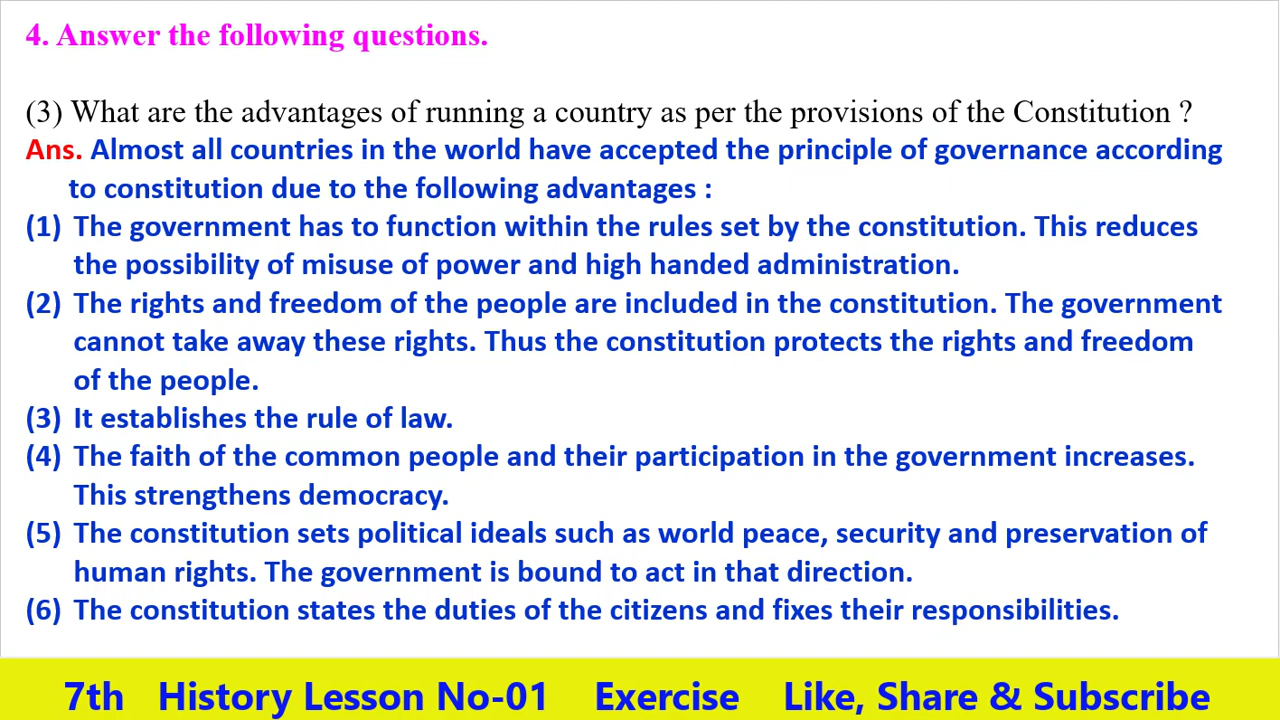 4. Answer the following questions.
(3) What are the advantages of running a country as per the provisions of the Constitution ?
Ans. Almost all countries in the world have accepted the principle of governance according
to constitution due to the following advantages :
(1) The government has to function within the rules set by the constitution. This reduces
the possibility of misuse of power and high handed administration.
(2) The rights and freedom of the people are included in the constitution. The government
cannot take away these rights. Thus the constitution protects the rights and freedom
of the people.
(3) It establishes the rule of law.
(4) The faith of the common people and their participation in the government increases.
This strengthens democracy.
(5) The constitution sets political ideals such as world peace, security and preservation of
human rights. The government is bound to act in that direction.
(6) The constitution states the duties of the citizens and fixes their responsibilities.
7th History Lesson No-01 Exercise Like, Share & Subscribe